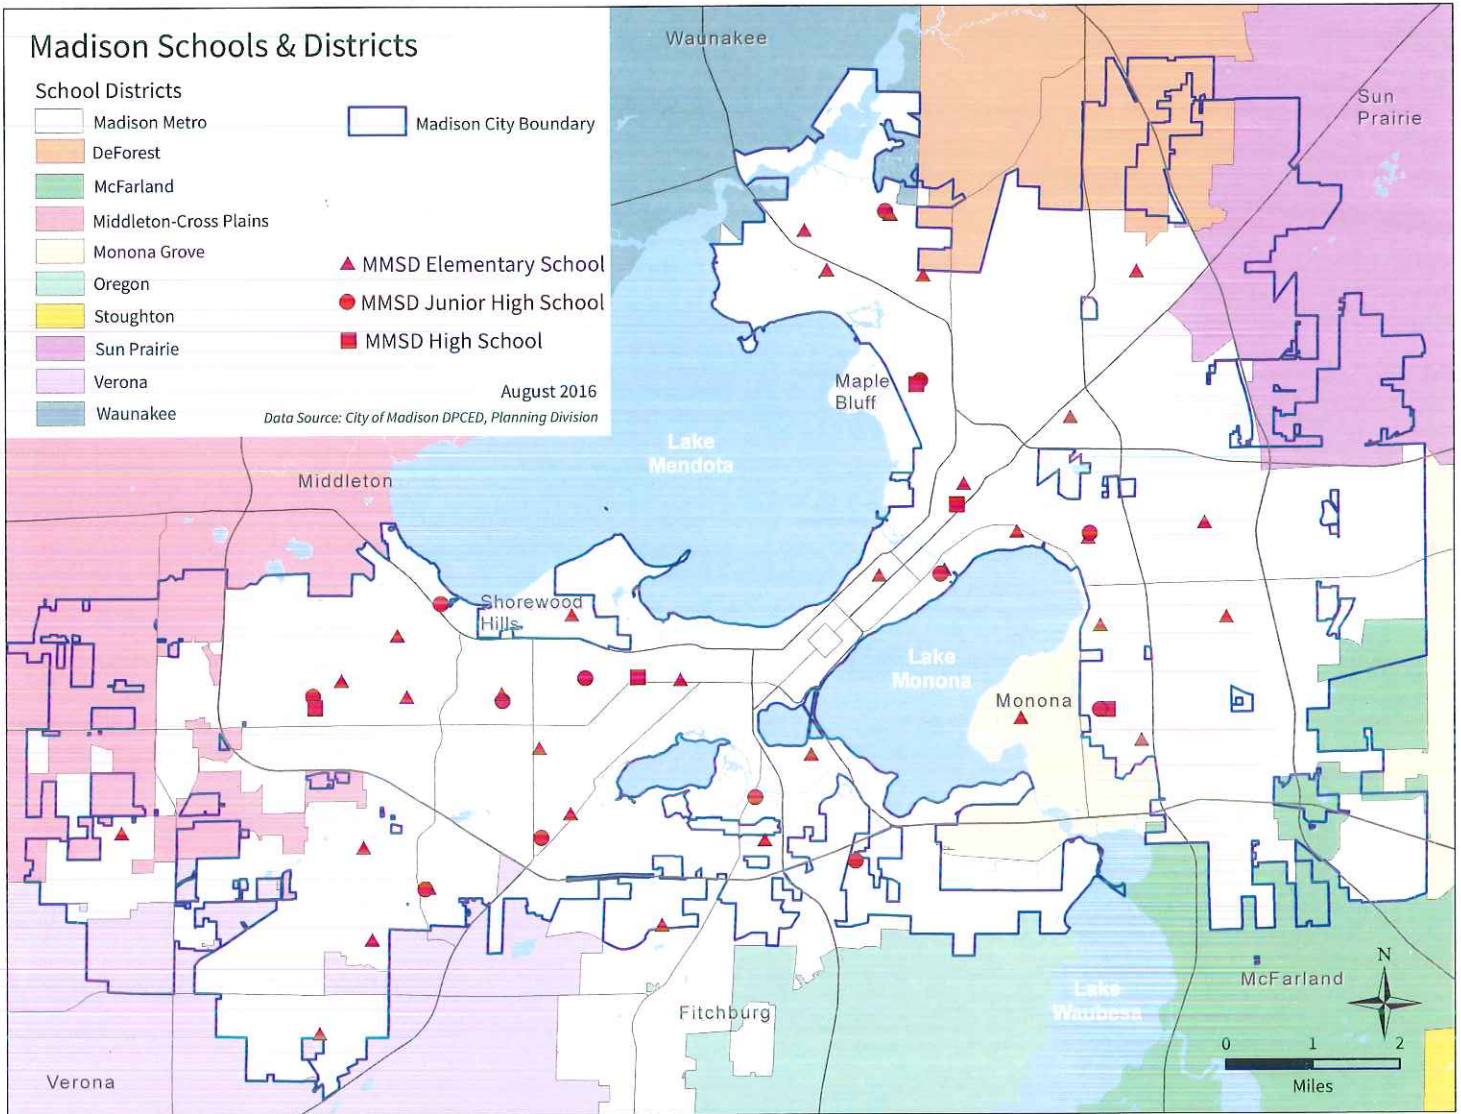 Madison Schools & Districts
School Districts
Madison Metro
DeForest
McFarland
Middleton-Cross Plains
Monona Grove
Oregon
Stoughton
Sun Prairie
Verona
Waunakee
Madison City Boundary
MMSD Elementary School
MMSD Junior High School
MMSD High School
August 2016
Data Source: City of Madison DPCED, Planning Division
Waunakee
Sun
Prairie
Maple
Bluff
Lake
Mendota
Middleton
Shorewood
Hills
Lake
Monona
Monona
Fitchburg
Lake
Waubesa
McFarland
Verona
N
0 1 2
Miles